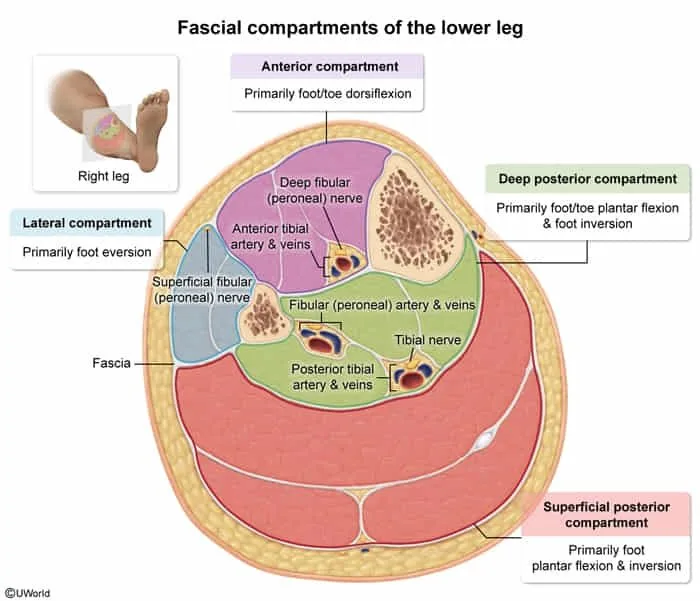 Fascial compartments of the lower leg
Anterior compartment
Primarily foot/toe dorsiflexion
Right leg
Deep posterior compartment
Primarily foot/toe plantar flexion
& foot inversion
Lateral compartment
Primarily foot eversion
Deep fibular
(peroneal) nerve
Anterior tibial
artery & veins
Superficial fibular
(peroneal) nerve
Fibular (peroneal) artery & veins
Tibial nerve
Fascia
Posterior tibial
artery & veins
Superficial posterior
compartment
Primarily foot
plantar flexion & inversion
©UWorld